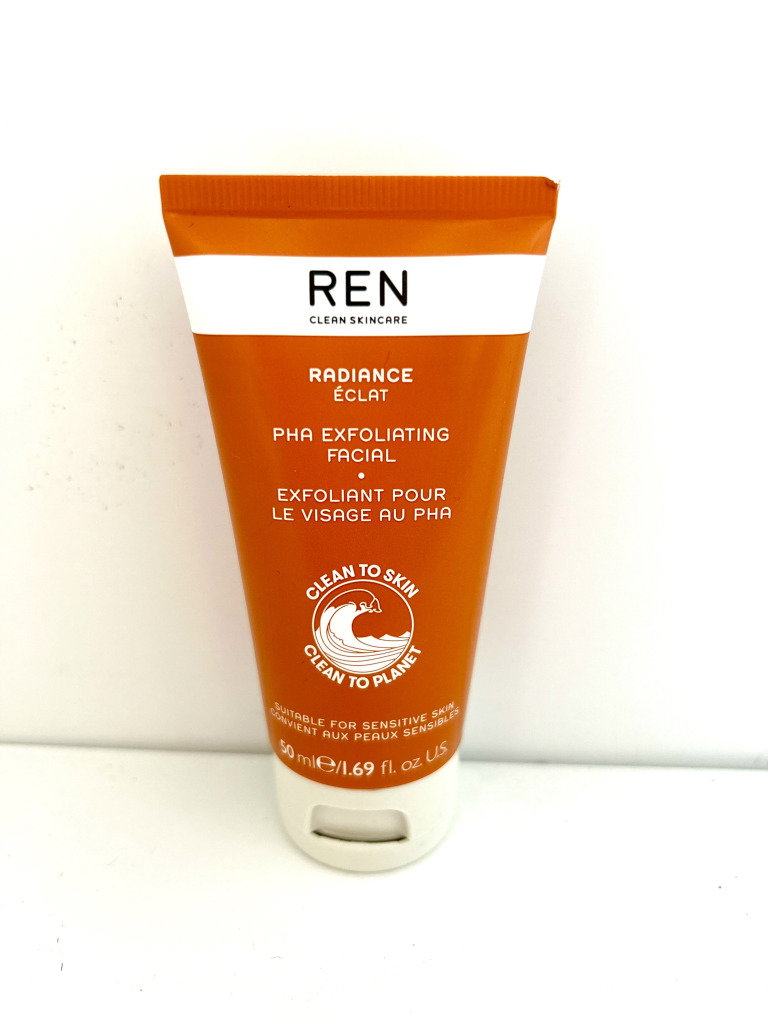 REN
CLEAN SKINCARE
RADIANCE
ÉCLAT
PHA EXFOLIATING
FACIAL
•
EXFOLIANT POUR
LE VISAGE AU PHA
CLEAN TO SKIN
CLEAN TO PLANET
SUITABLE FOR SENSITIVE SKIN
CONVIENT AUX PEAUX SENSIBLES
50 ml℮/1.69 fl. oz. U.S.